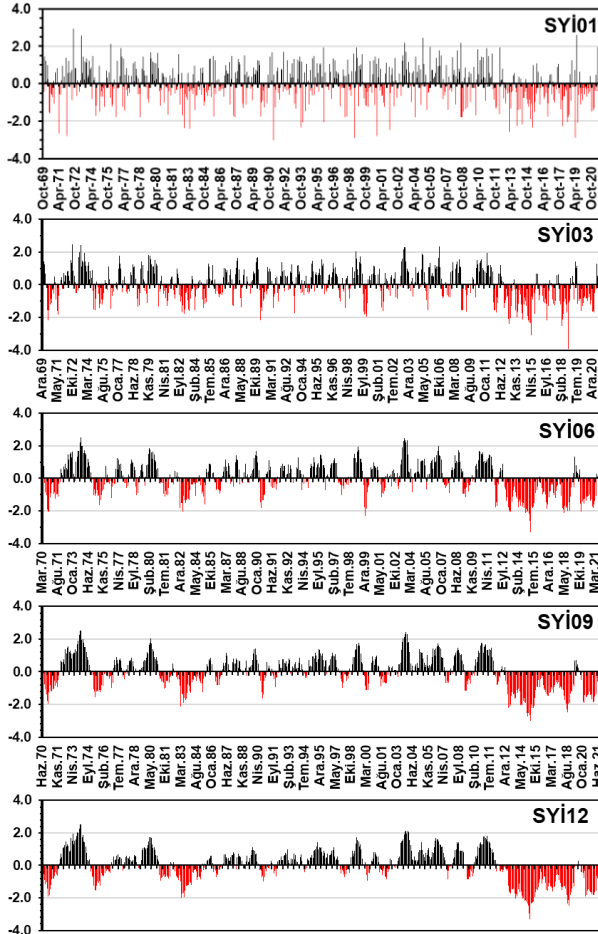 SYİ01
4.0
2.0
0.0
-2.0
-4.0
Oct-69 Apr-71 Oct-72 Apr-74 Oct-75 Apr-77 Oct-78 Apr-80 Oct-81 Apr-83 Oct-84 Apr-86 Oct-87 Apr-89 Oct-90 Apr-92 Oct-93 Apr-95 Oct-96 Apr-98 Oct-99 Apr-01 Oct-02 Apr-04 Oct-05 Apr-07 Oct-08 Apr-10 Oct-11 Apr-13 Oct-14 Apr-16 Oct-17 Apr-19 Oct-20
SYİ03
4.0
2.0
0.0
-2.0
-4.0
Ara.69 May.71 Eki.72 Mar.74 Ağu.75 Oca.77 Haz.78 Kas.79 Nis.81 Eyl.82 Şub.84 Tem.85 Ara.86 May.88 Eki.89 Mar.91 Ağu.92 Oca.94 Haz.95 Kas.96 Nis.98 Eyl.99 Şub.01 Tem.02 Ara.03 May.05 Eki.06 Mar.08 Ağu.09 Oca.11 Haz.12 Kas.13 Nis.15 Eyl.16 Şub.18 Tem.19 Ara.20
SYİ06
4.0
2.0
0.0
-2.0
-4.0
Mar.70 Ağu.71 Oca.73 Haz.74 Kas.75 Nis.77 Eyl.78 Şub.80 Tem.81 Ara.82 May.84 Eki.85 Mar.87 Ağu.88 Oca.90 Haz.91 Kas.92 Nis.94 Eyl.95 Şub.97 Tem.98 Ara.99 May.01 Eki.02 Mar.04 Ağu.05 Oca.07 Haz.08 Kas.09 Nis.11 Eyl.12 Şub.14 Tem.15 Ara.16 May.18 Eki.19 Mar.21
SYİ09
4.0
2.0
0.0
-2.0
-4.0
Haz.70 Kas.71 Nis.73 Eyl.74 Şub.76 Tem.77 Ara.78 May.80 Eki.81 Mar.83 Ağu.84 Oca.86 Haz.87 Kas.88 Nis.90 Eyl.91 Şub.93 Tem.94 Ara.95 May.97 Eki.98 Mar.00 Ağu.01 Oca.03 Haz.04 Kas.05 Nis.07 Eyl.08 Şub.10 Tem.11 Ara.12 May.14 Eki.15 Mar.17 Ağu.18 Oca.20 Haz.21
SYİ12
4.0
2.0
0.0
-2.0
-4.0